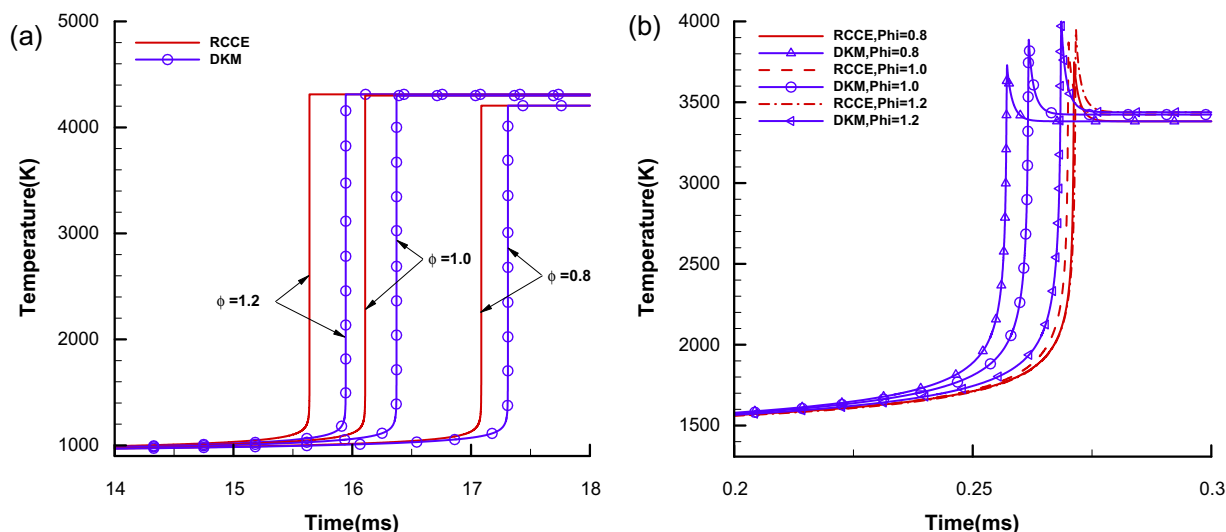 (a)
5000
4000
3000
2000
1000
Temperature(K)
RCCE
DKM
ϕ =1.2
ϕ =1.0
ϕ =0.8
14
15
16
17
18
Time(ms)
(b)
4000
3500
3000
2500
2000
1500
Temperature(K)
RCCE,Phi=0.8
DKM,Phi=0.8
RCCE,Phi=1.0
DKM,Phi=1.0
RCCE,Phi=1.2
DKM,Phi=1.2
0.2
0.25
0.3
Time(ms)